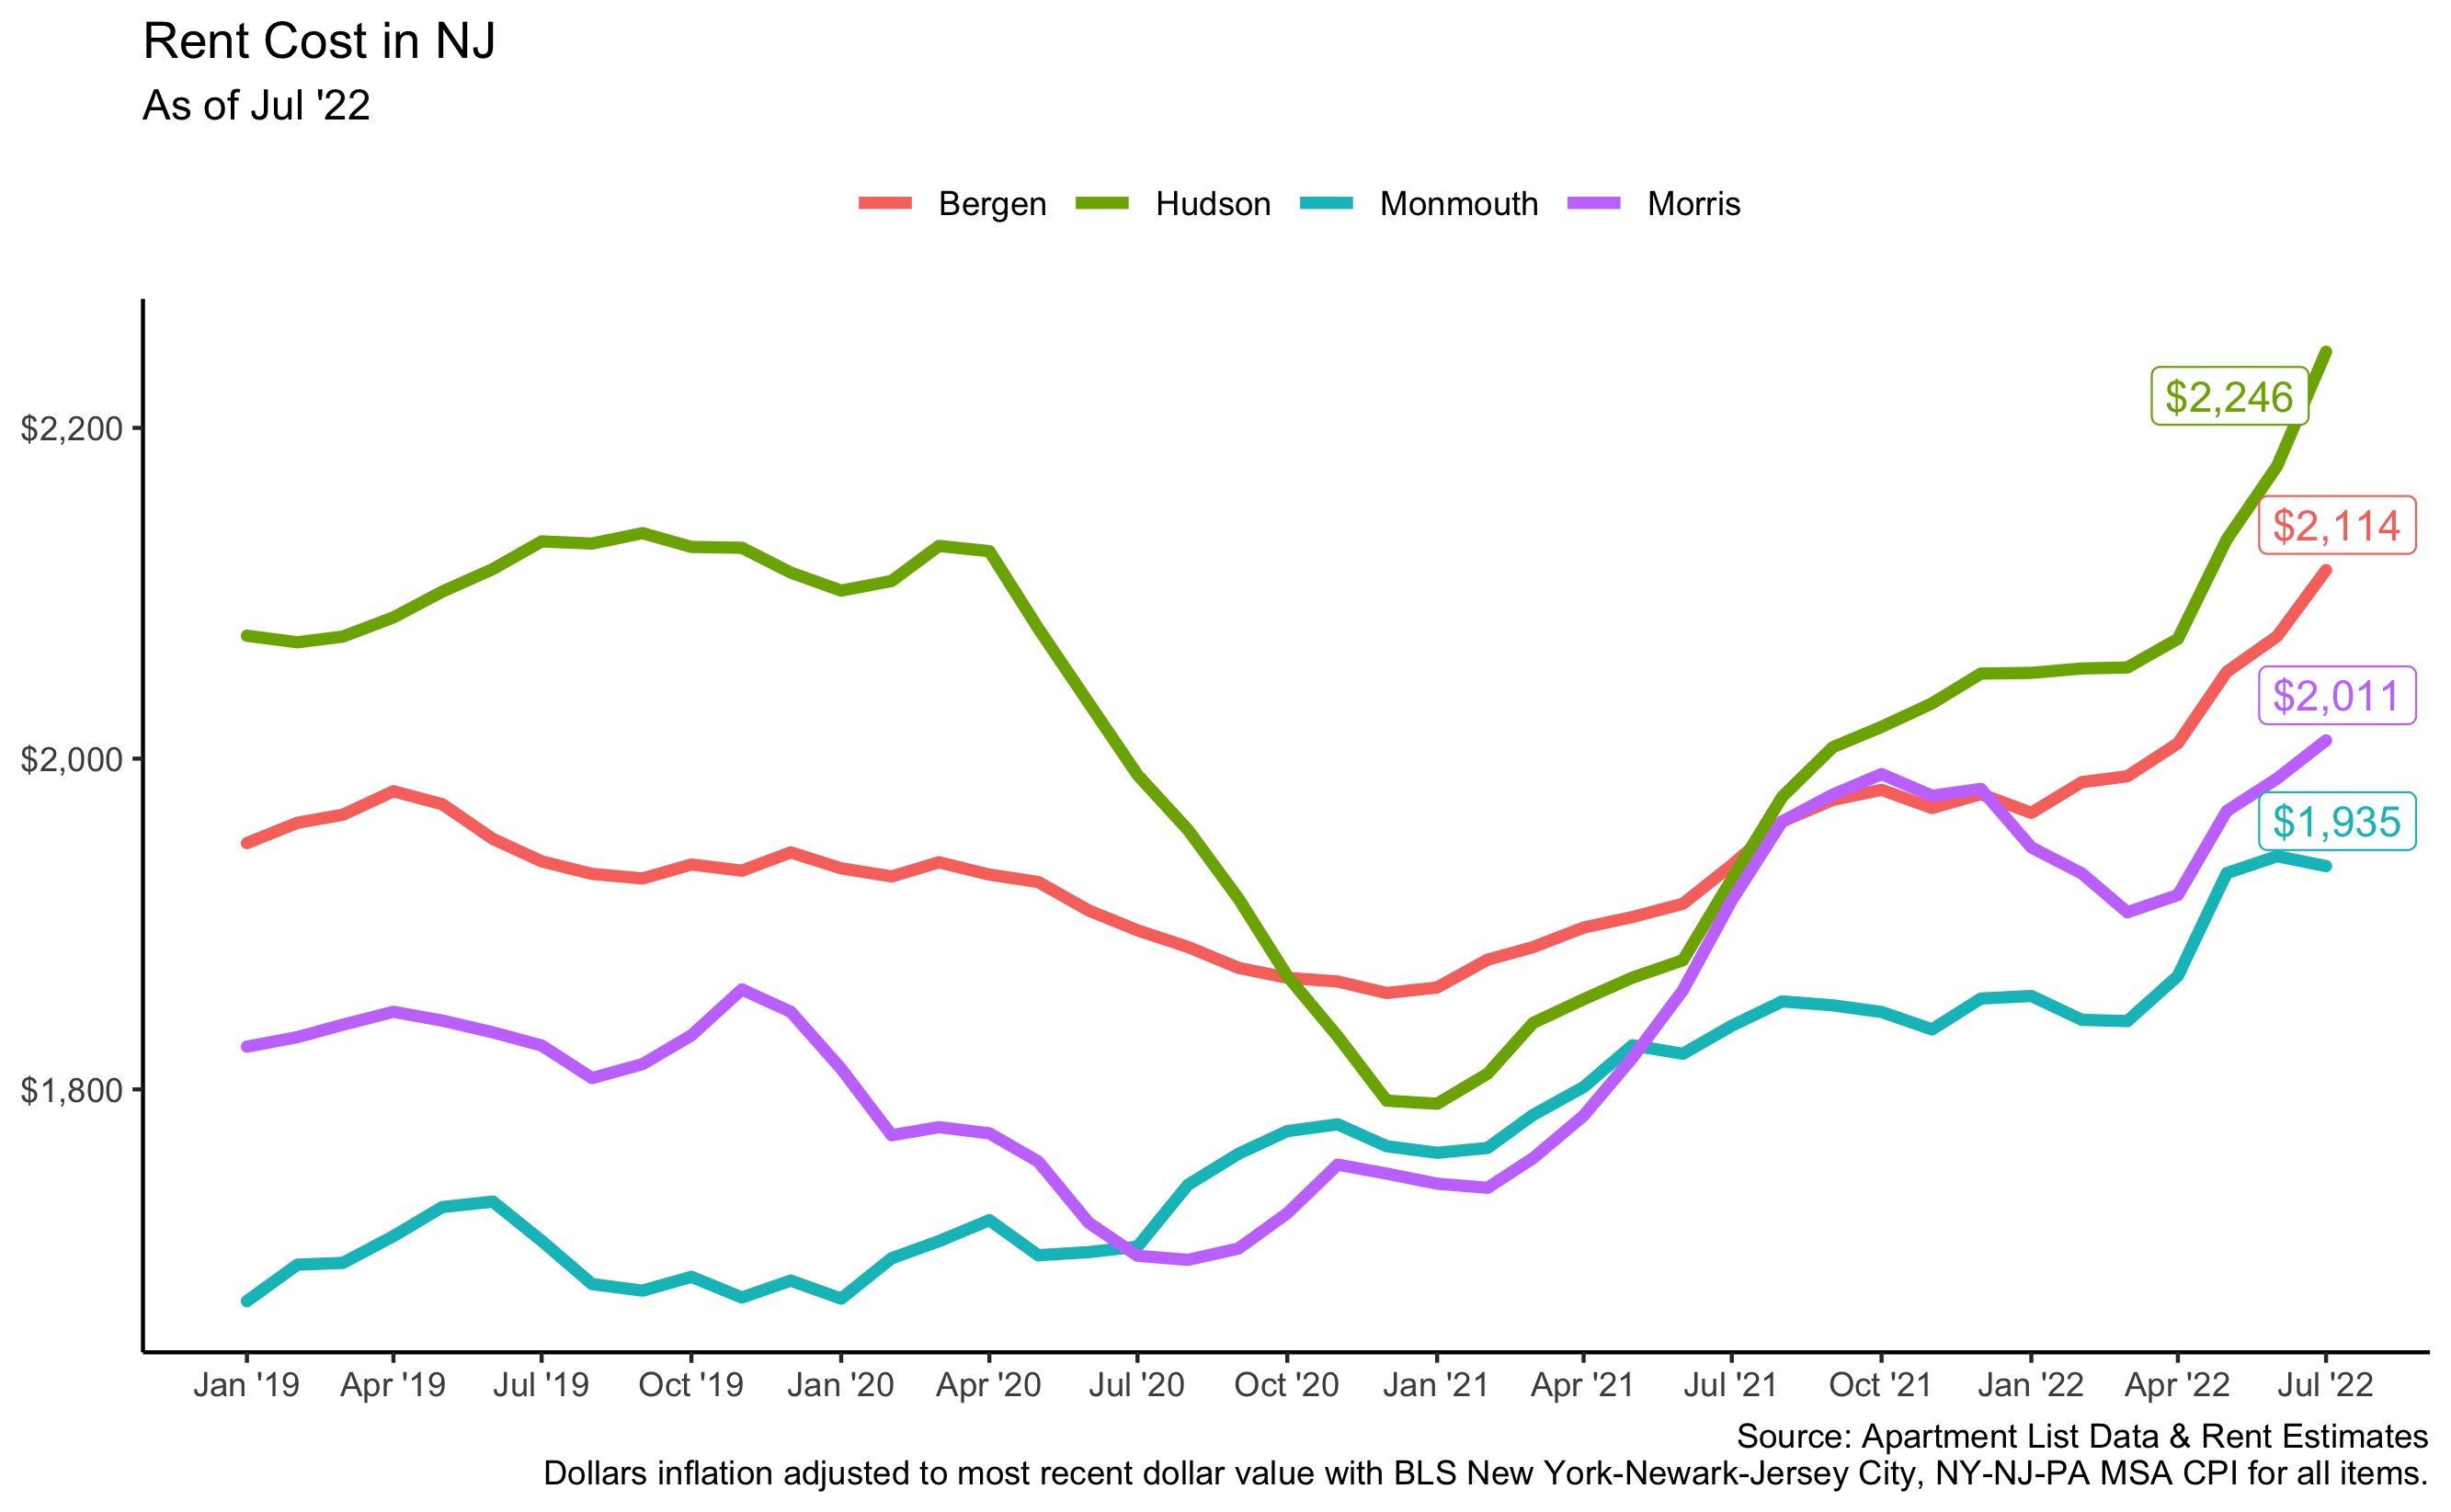 Rent Cost in NJ
As of Jul '22
Bergen Hudson Monmouth Morris
$2,246
$2,200
$2,114
$2,011
$2,000
$1,935
$1,800
Jan '19 Apr '19 Jul '19 Oct '19 Jan '20 Apr '20 Jul '20 Oct '20 Jan '21 Apr '21 Jul '21 Oct '21 Jan '22 Apr '22 Jul '22
Source: Apartment List Data & Rent Estimates
Dollars inflation adjusted to most recent dollar value with BLS New York-Newark-Jersey City, NY-NJ-PA MSA CPI for all items.